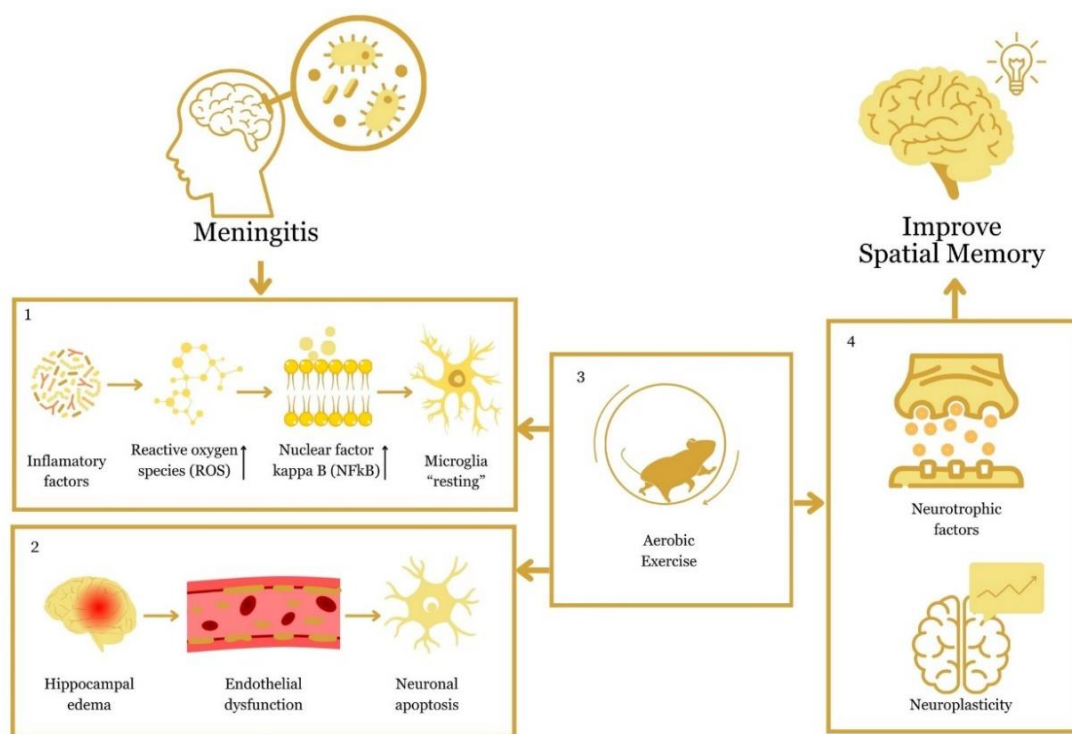 Meningitis
Improve
Spatial Memory
1
Inflamatory
factors
Reactive oxygen
species (ROS)
Nuclear factor
kappa B (NFkB)
Microglia
“resting”
2
Hippocampal
edema
Endothelial
dysfunction
Neuronal
apoptosis
3
Aerobic
Exercise
4
Neurotrophic
factors
Neuroplasticity